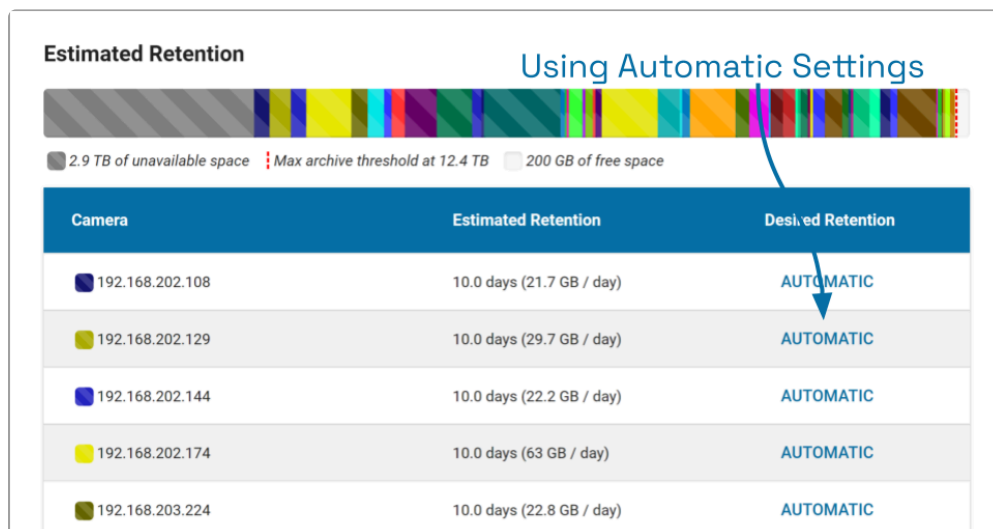 Estimated Retention
Using Automatic Settings
2.9 TB of unavailable space Max archive threshold at 12.4 TB 200 GB of free space
Camera Estimated Retention Desired Retention
192.168.202.108 10.0 days (21.7 GB / day) AUTOMATIC
192.168.202.129 10.0 days (29.7 GB / day) AUTOMATIC
192.168.202.144 10.0 days (22.2 GB / day) AUTOMATIC
192.168.202.174 10.0 days (63 GB / day) AUTOMATIC
192.168.203.224 10.0 days (22.8 GB / day) AUTOMATIC